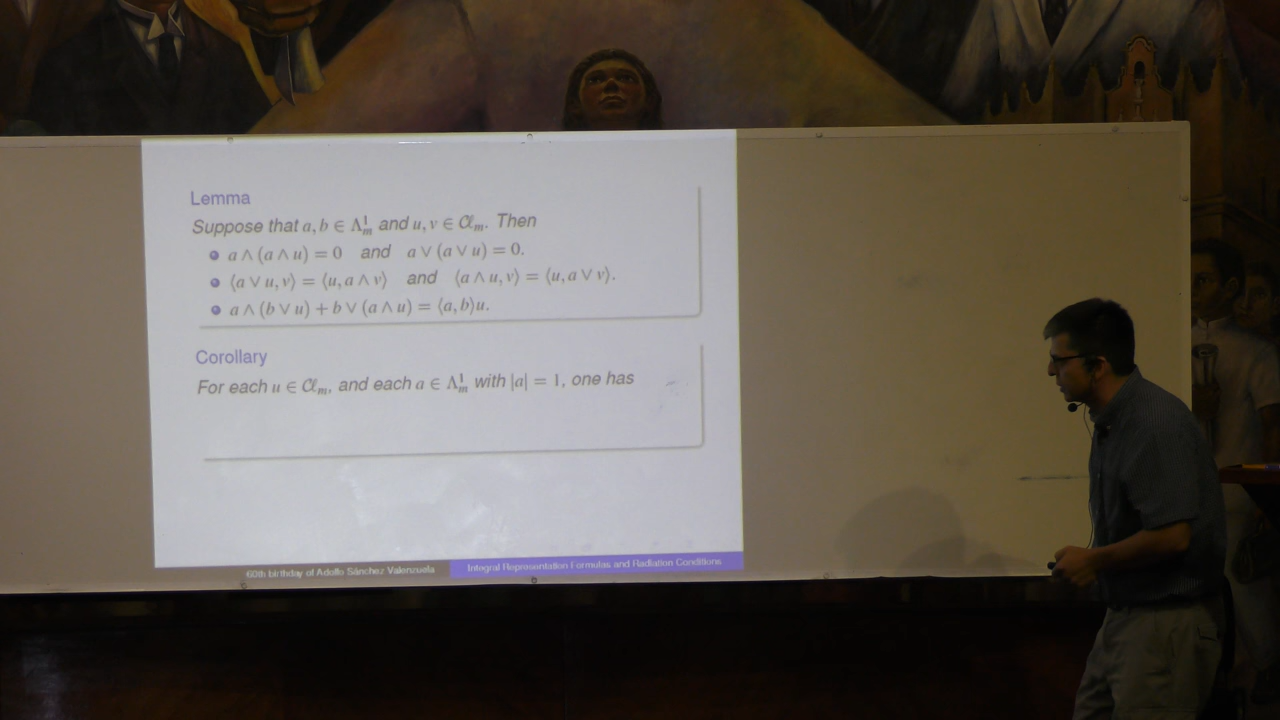 Lemma
Suppose that a, b ∈ Λ¹ₘ and u, v ∈ 𝒞ℓₘ. Then
a ∧ (a ∧ u) = 0 and a ∨ (a ∨ u) = 0.
⟨a ∨ u, v⟩ = ⟨u, a ∧ v⟩ and ⟨a ∧ u, v⟩ = ⟨u, a ∨ v⟩.
a ∧ (b ∨ u) + b ∨ (a ∧ u) = ⟨a, b⟩u.
Corollary
For each u ∈ 𝒞ℓₘ, and each a ∈ Λ¹ₘ with |a| = 1, one has
60th birthday of Adolfo Sánchez Valenzuela
Integral Representation Formulas and Radiation Conditions